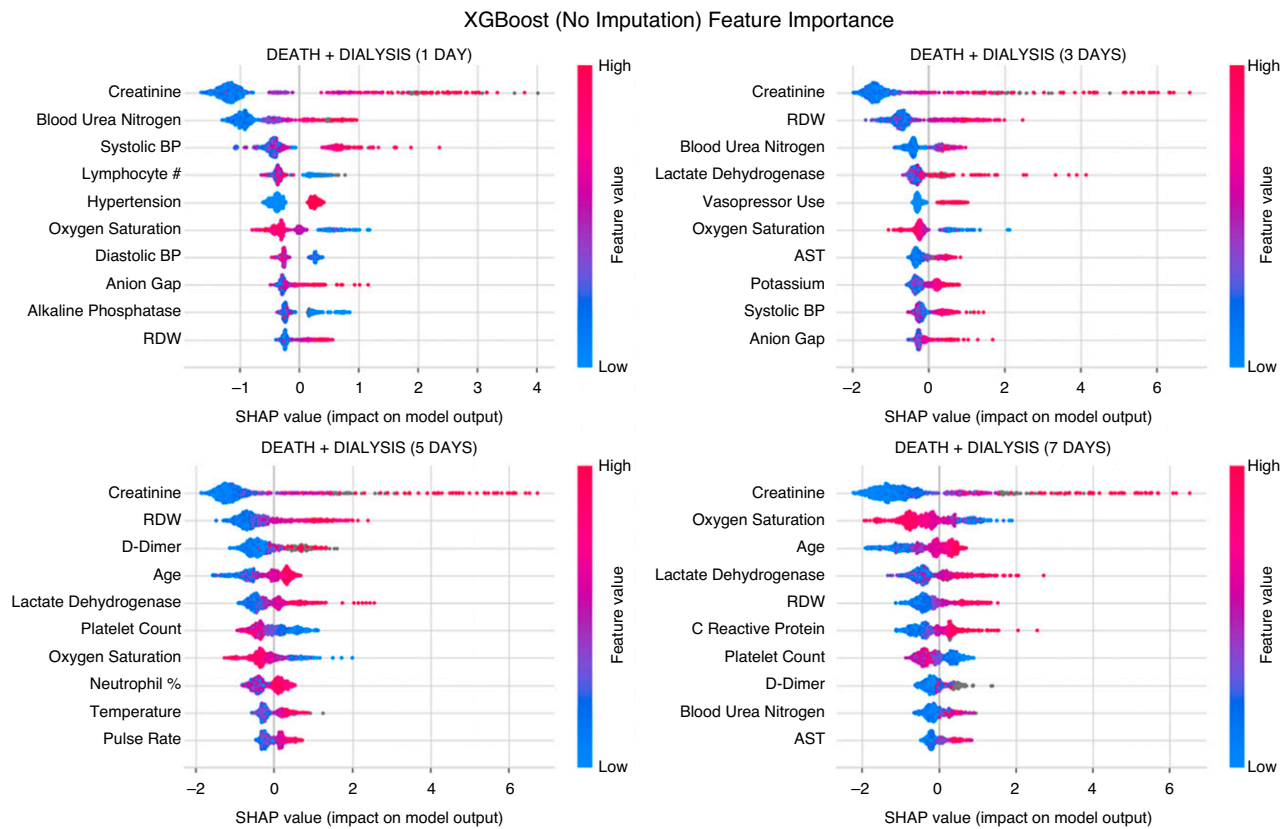 XGBoost (No Imputation) Feature Importance
DEATH + DIALYSIS (1 DAY)
Creatinine
Blood Urea Nitrogen
Systolic BP
Lymphocyte #
Hypertension
Oxygen Saturation
Diastolic BP
Anion Gap
Alkaline Phosphatase
RDW
−1 0 1 2 3 4
SHAP value (impact on model output)
High
Feature value
Low
DEATH + DIALYSIS (3 DAYS)
Creatinine
RDW
Blood Urea Nitrogen
Lactate Dehydrogenase
Vasopressor Use
Oxygen Saturation
AST
Potassium
Systolic BP
Anion Gap
−2 0 2 4 6
SHAP value (impact on model output)
High
Feature value
Low
DEATH + DIALYSIS (5 DAYS)
Creatinine
RDW
D-Dimer
Age
Lactate Dehydrogenase
Platelet Count
Oxygen Saturation
Neutrophil %
Temperature
Pulse Rate
−2 0 2 4 6
SHAP value (impact on model output)
High
Feature value
Low
DEATH + DIALYSIS (7 DAYS)
Creatinine
Oxygen Saturation
Age
Lactate Dehydrogenase
RDW
C Reactive Protein
Platelet Count
D-Dimer
Blood Urea Nitrogen
AST
−2 0 2 4 6
SHAP value (impact on model output)
High
Feature value
Low